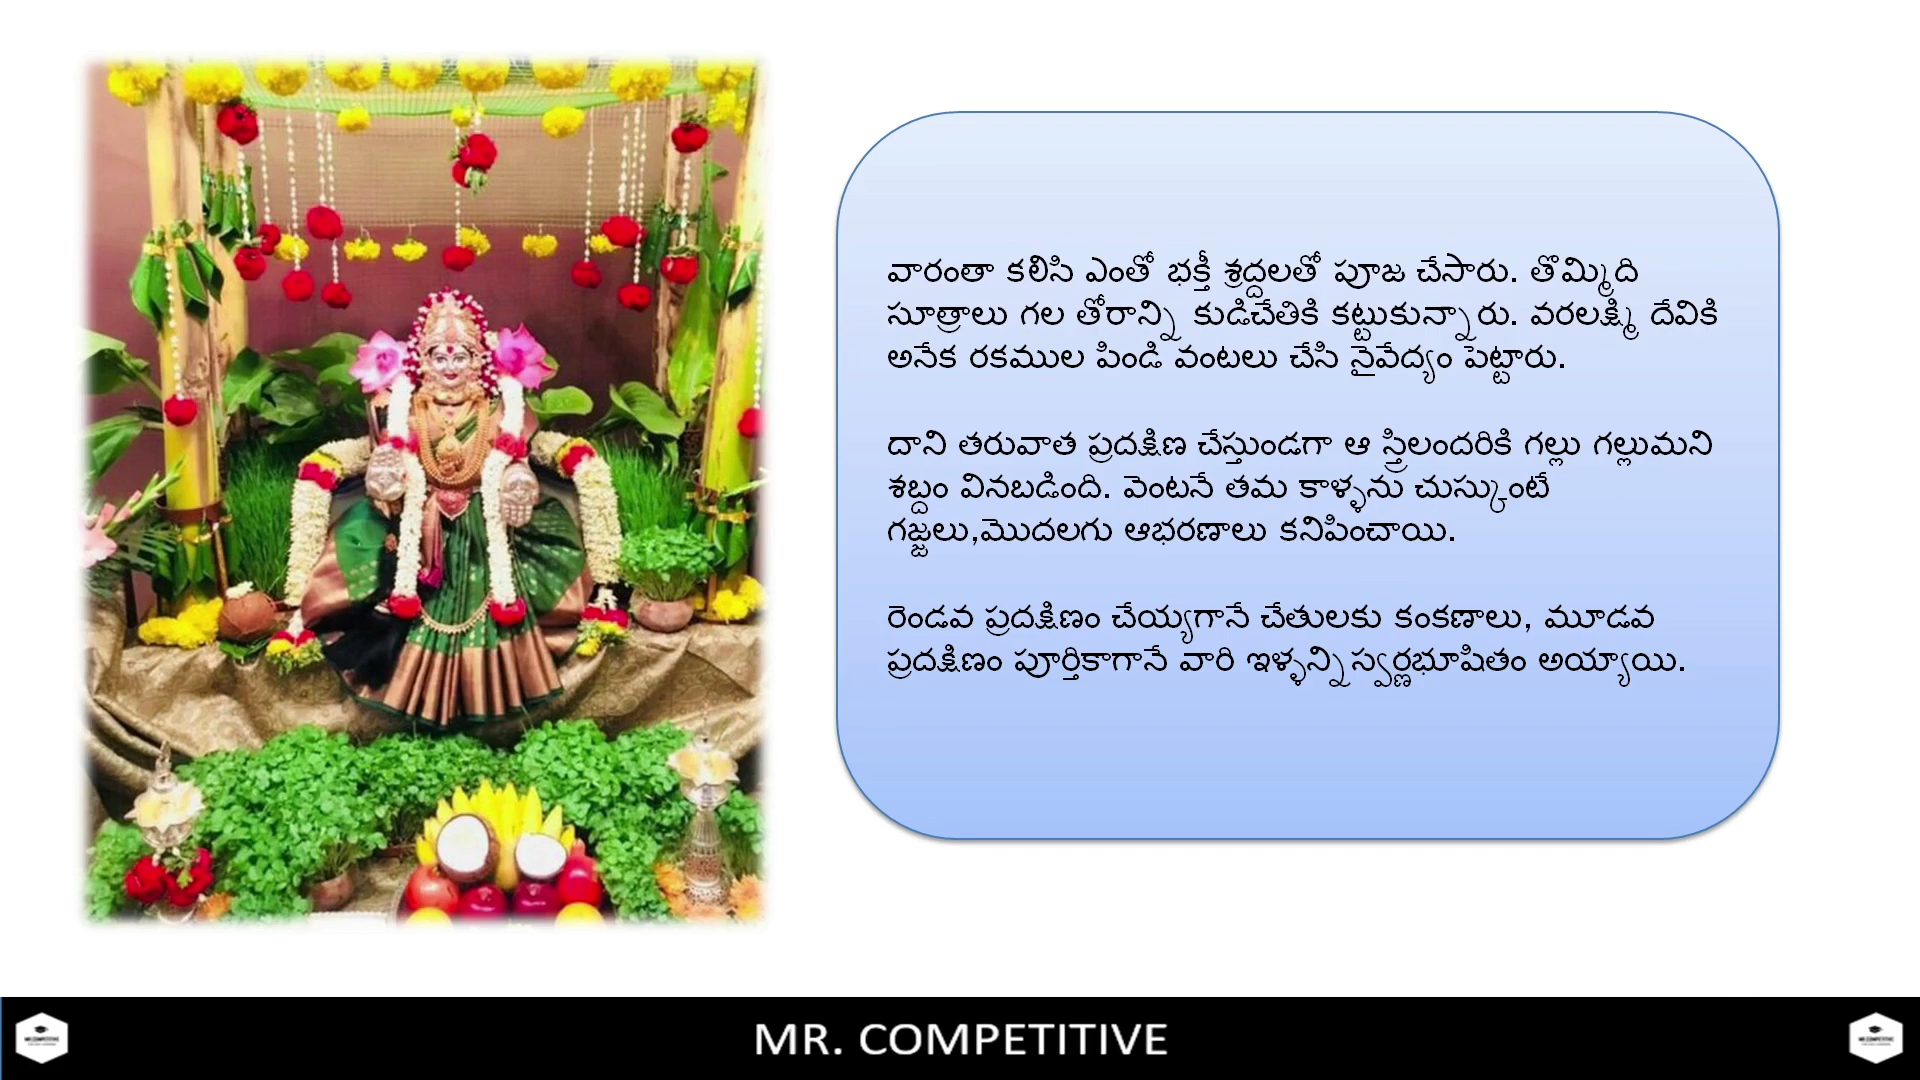 వారంతా కలిసి ఎంతో భక్తీ శ్రద్దలతో పూజ చేసారు. తొమ్మిది
సూత్రాలు గల తోరాన్ని కుడిచేతికి కట్టుకున్నారు. వరలక్ష్మి దేవికి
అనేక రకముల పిండి వంటలు చేసి నైవేద్యం పెట్టారు.
దాని తరువాత ప్రదక్షిణ చేస్తుండగా ఆ స్త్రిలందరికి గల్లు గల్లుమని
శబ్దం వినబడింది. వెంటనే తమ కాళ్ళను చుస్కుంటే
గజ్జలు,మొదలగు ఆభరణాలు కనిపించాయి.
రెండవ ప్రదక్షిణం చేయ్యగానే చేతులకు కంకణాలు, మూడవ
ప్రదక్షిణం పూర్తికాగానే వారి ఇళ్ళన్ని స్వర్ణభూషితం అయ్యాయి.
MR. COMPETITIVE